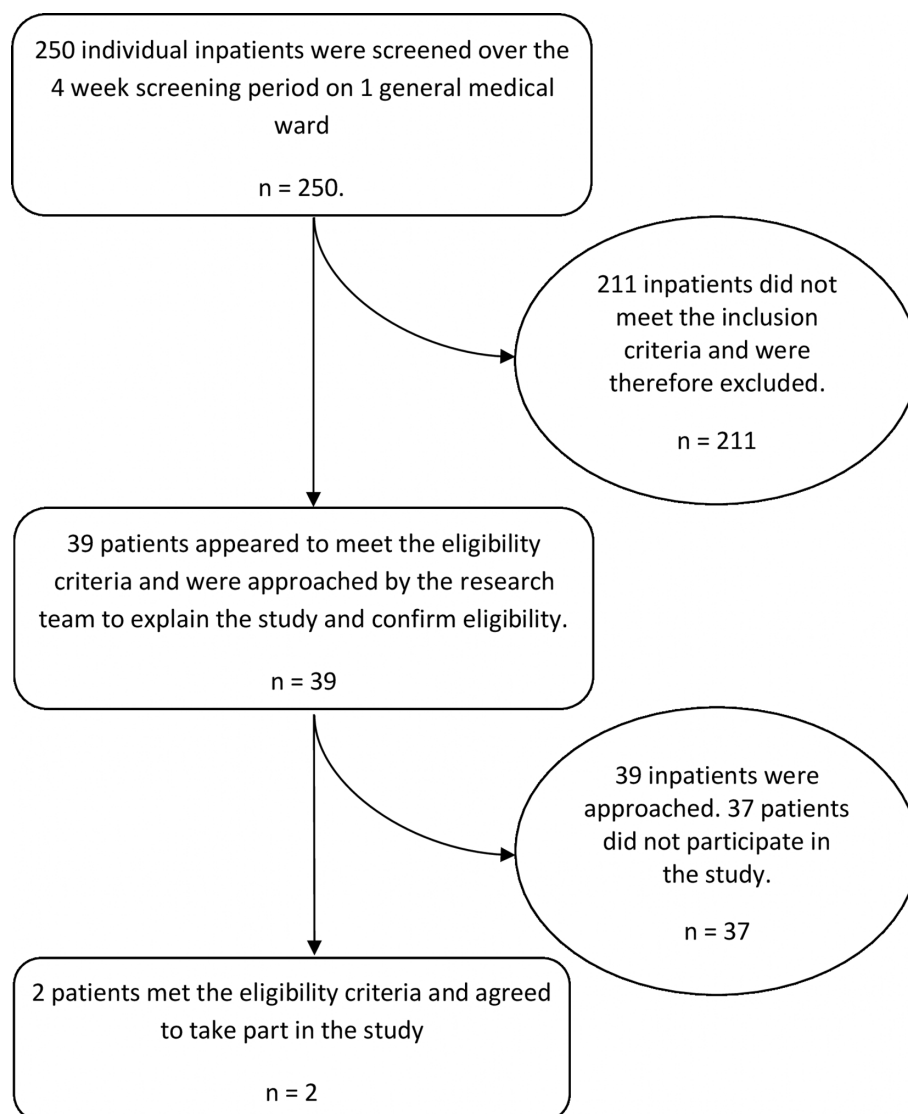 250 individual inpatients were screened over the
4 week screening period on 1 general medical
ward
n = 250.
211 inpatients did not
meet the inclusion
criteria and were
therefore excluded.
n = 211
39 patients appeared to meet the eligibility
criteria and were approached by the research
team to explain the study and confirm eligibility.
n = 39
39 inpatients were
approached. 37 patients
did not participate in
the study.
n = 37
2 patients met the eligibility criteria and agreed
to take part in the study
n = 2